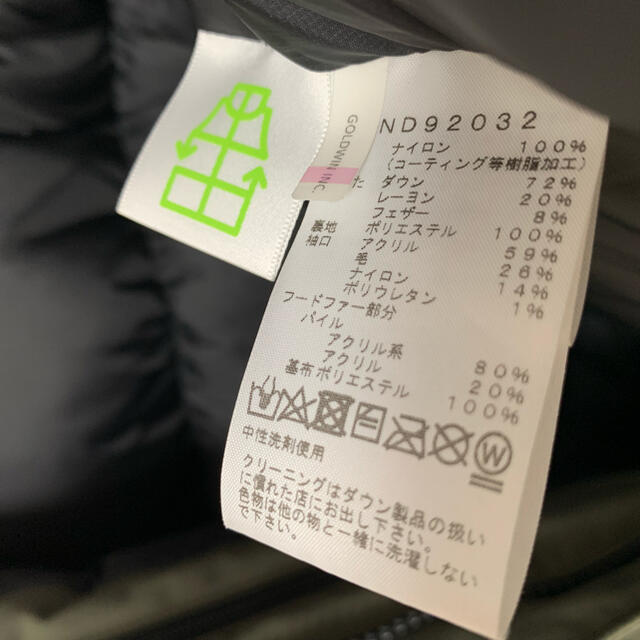 GOLDWIN INC
ND92032
ナイロン 100%
(コーティング等樹脂加工)
た ダウン 72%
レーヨン 20%
フェザー 8%
裏地 ポリエステル 100%
袖口 アクリル 59%
毛 26%
ナイロン 14%
ポリウレタン 1%
フードファー部分
パイル
アクリル系 80%
アクリル 20%
基布ポリエステル 100%
W
中性洗剤使用
クリーニングはダウン製品の扱い
に慣れた店にお出し下さい。
色物は他の物と一緒に洗濯しない
で下さい。